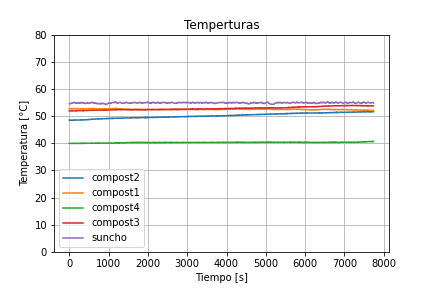 Temperturas
Temperatura [°C]
80
70
60
50
40
30
20
10
0
compost2
compost1
compost4
compost3
suncho
0 1000 2000 3000 4000 5000 6000 7000 8000
Tiempo [s]